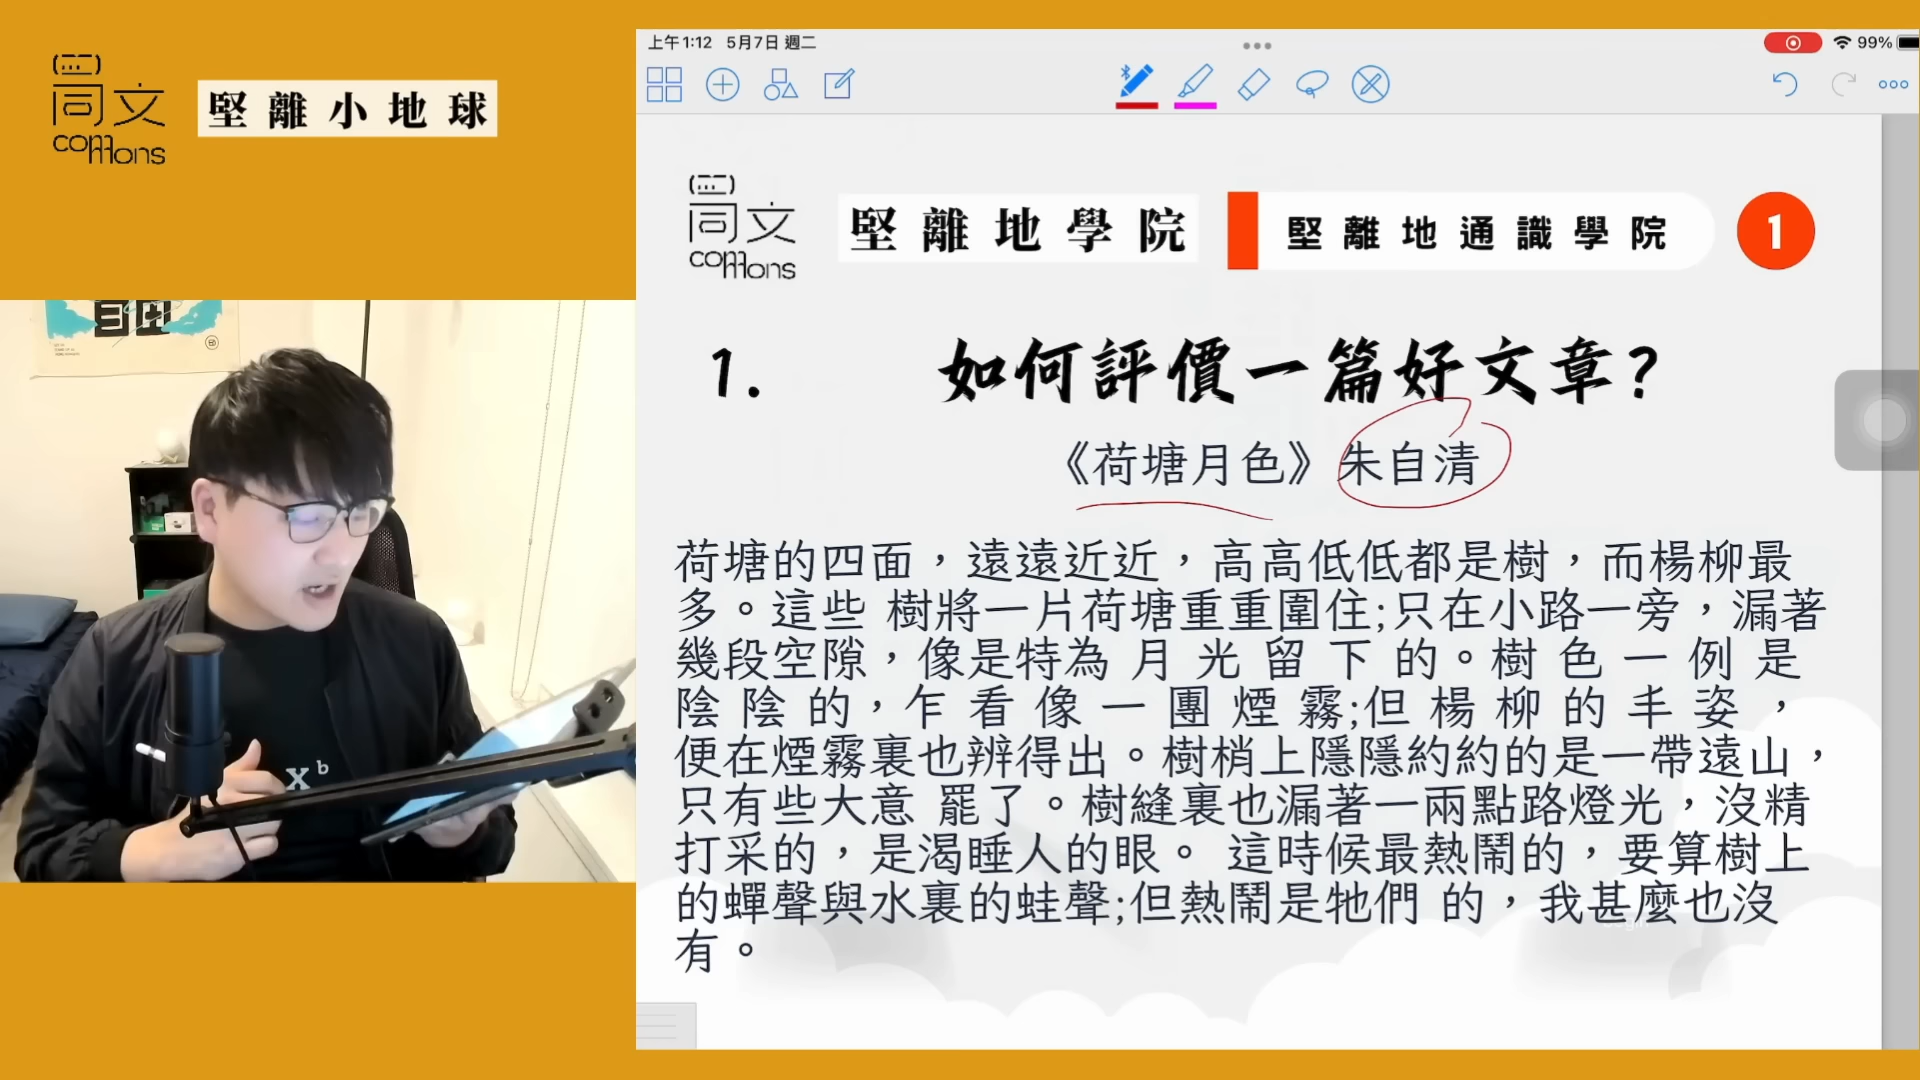 同文
commons
堅離小地球
上午1:12 5月7日 週二
99%
同文
commons
堅離地學院
堅離地通識學院
1
1. 如何評價一篇好文章?
《荷塘月色》朱自清
荷塘的四面，遠遠近近，高高低低都是樹，而楊柳最
多。這些 樹將一片荷塘重重圍住;只在小路一旁，漏著
幾段空隙，像是特為 月 光 留 下 的。樹 色 一 例 是
陰 陰 的，乍 看 像 一 團 煙 霧;但 楊 柳 的 丰 姿 ，
便在煙霧裏也辨得出。樹梢上隱隱約約的是一帶遠山，
只有些大意 罷了。樹縫裏也漏著一兩點路燈光，沒精
打采的，是渴睡人的眼。 這時候最熱鬧的，要算樹上
的蟬聲與水裏的蛙聲;但熱鬧是牠們 的，我甚麼也沒
有。
X b